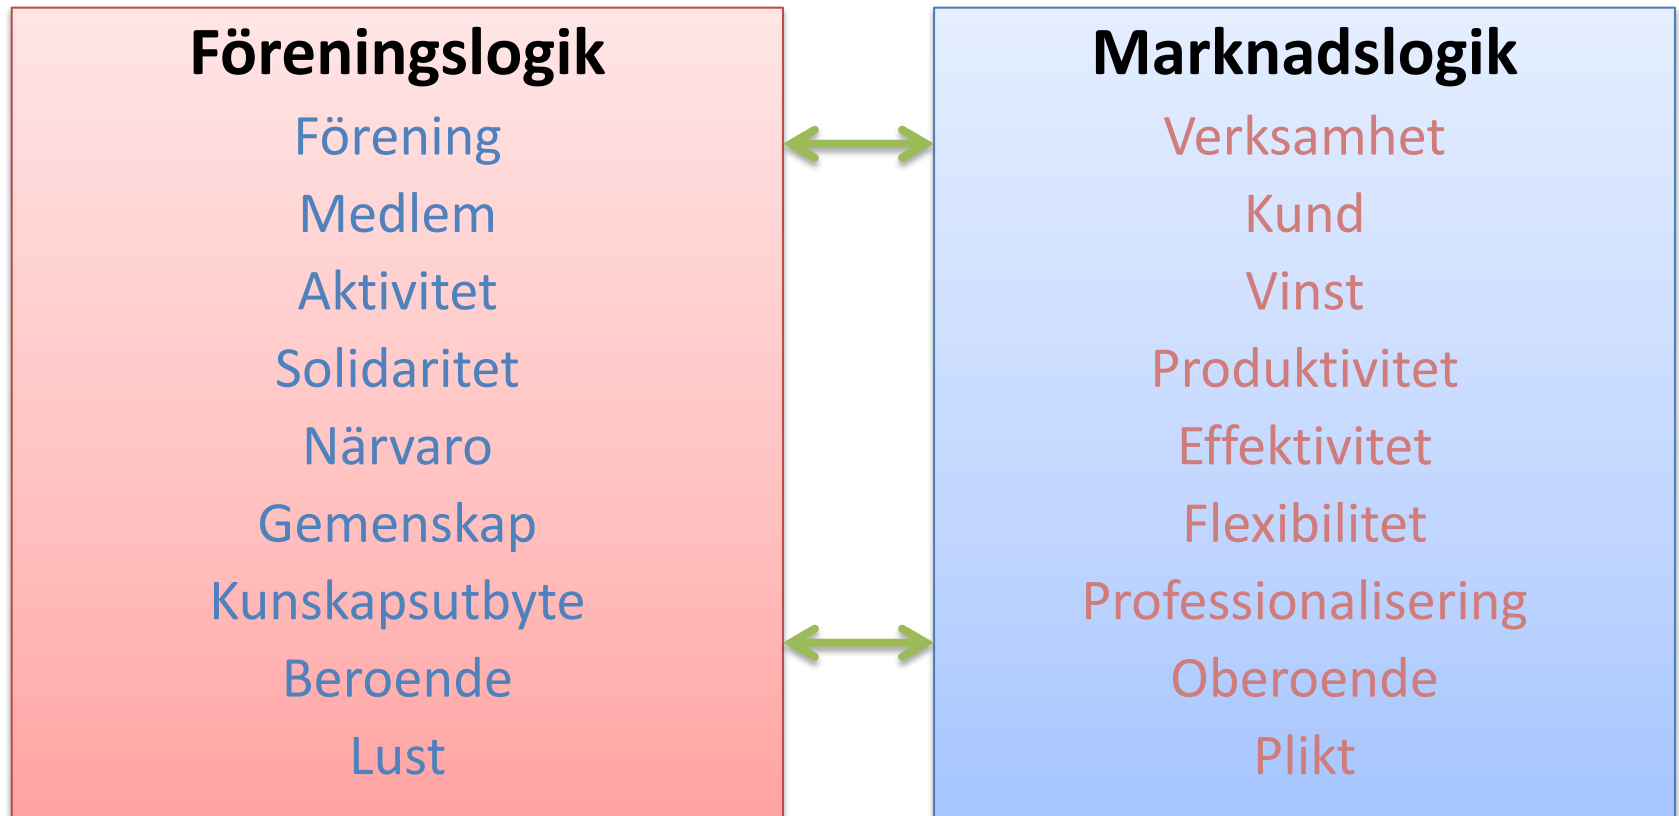 Föreningslogik
Förening
Medlem
Aktivitet
Solidaritet
Närvaro
Gemenskap
Kunskapsutbyte
Beroende
Lust
Marknadslogik
Verksamhet
Kund
Vinst
Produktivitet
Effektivitet
Flexibilitet
Professionalisering
Oberoende
Plikt